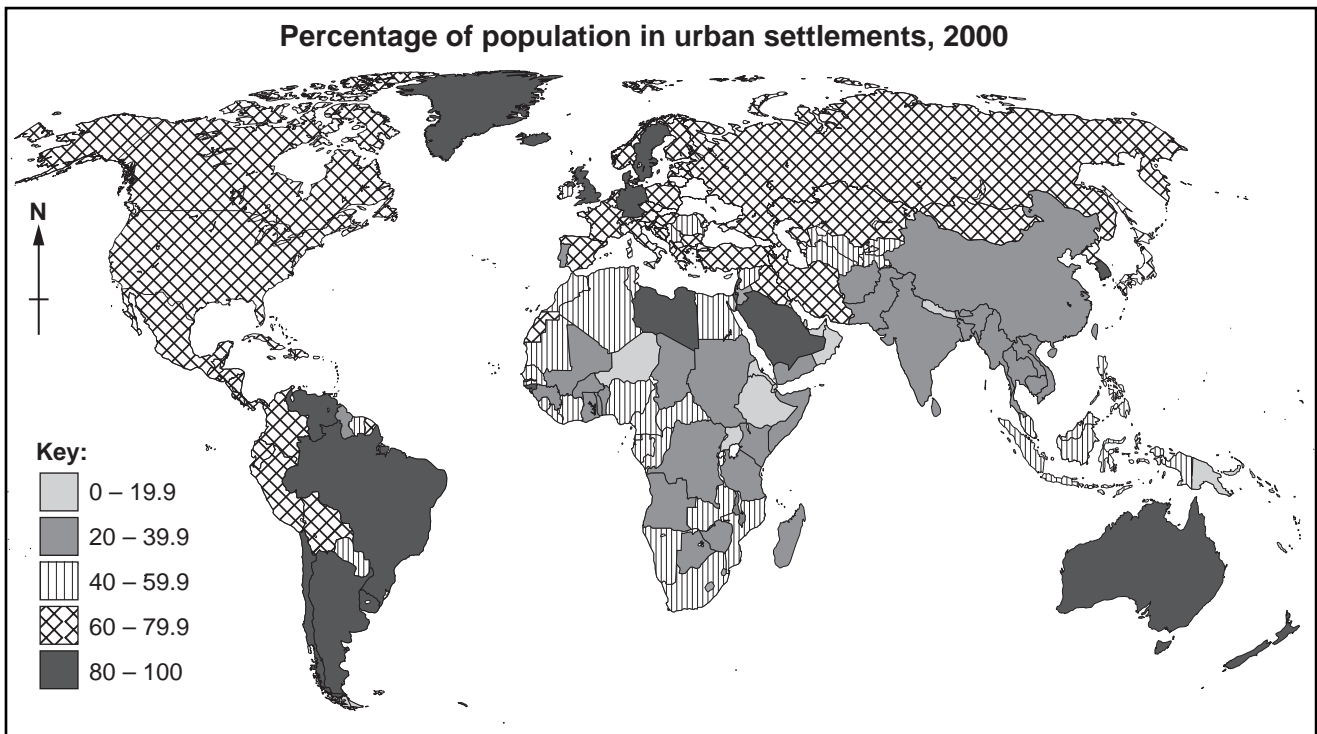 Percentage of population in urban settlements, 2000
N
Key:
0 – 19.9
20 – 39.9
40 – 59.9
60 – 79.9
80 – 100